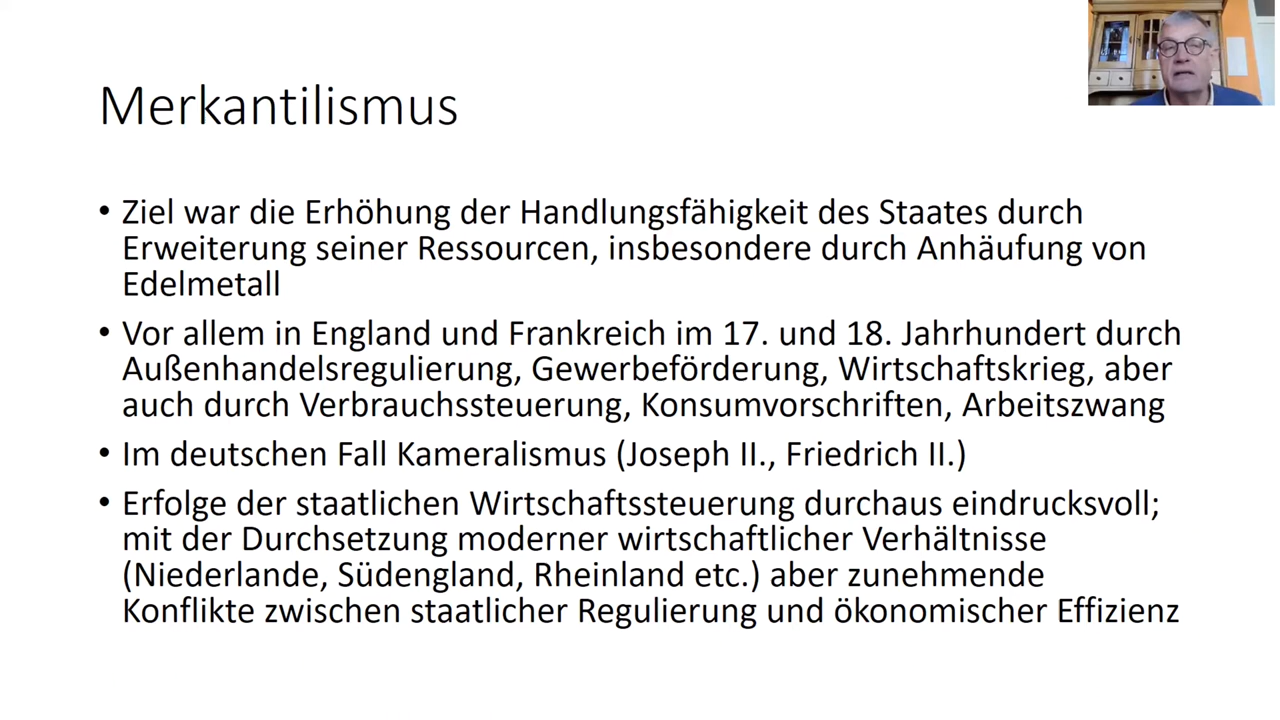 Merkantilismus
• Ziel war die Erhöhung der Handlungsfähigkeit des Staates durch
Erweiterung seiner Ressourcen, insbesondere durch Anhäufung von
Edelmetall
• Vor allem in England und Frankreich im 17. und 18. Jahrhundert durch
Außenhandelsregulierung, Gewerbeförderung, Wirtschaftskrieg, aber
auch durch Verbrauchssteuerung, Konsumvorschriften, Arbeitszwang
• Im deutschen Fall Kameralismus (Joseph II., Friedrich II.)
• Erfolge der staatlichen Wirtschaftssteuerung durchaus eindrucksvoll;
mit der Durchsetzung moderner wirtschaftlicher Verhältnisse
(Niederlande, Südengland, Rheinland etc.) aber zunehmende
Konflikte zwischen staatlicher Regulierung und ökonomischer Effizienz